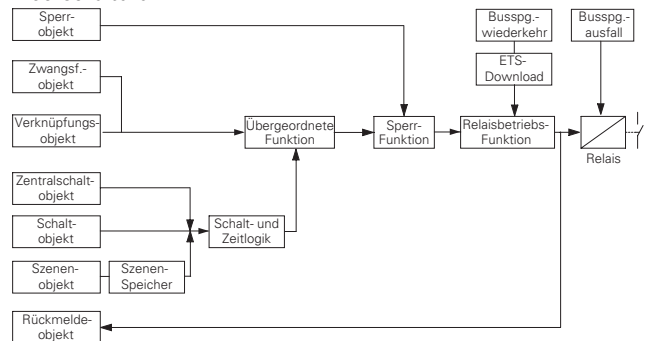 Sperr-
objekt
Busspg.-
wiederkehr
Busspg.-
ausfall
Zwangsf.-
objekt
ETS-
Download
Verknüpfungs-
objekt
Übergeordnete
Funktion
Sperr-
Funktion
Relaisbetriebs-
Funktion
Relais
Zentralschalt-
objekt
Schalt-
objekt
Schalt- und
Zeitlogik
Szenen-
objekt
Szenen-
Speicher
Rückmelde-
objekt